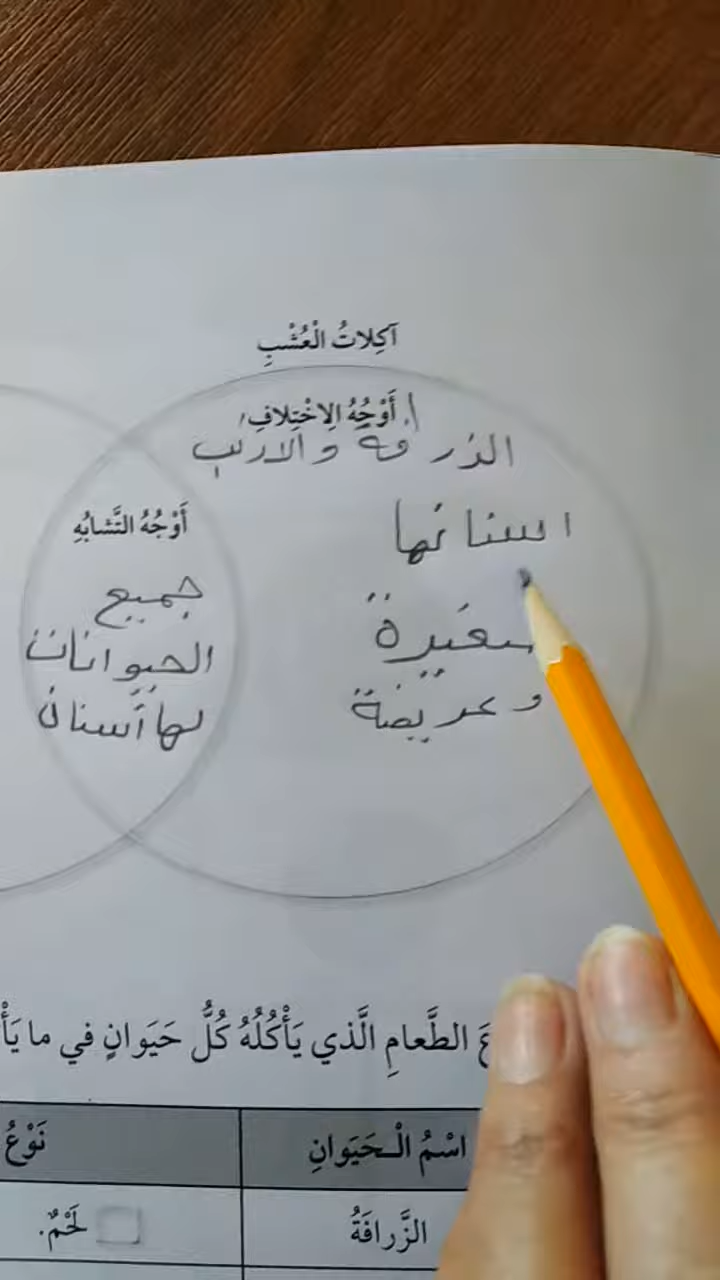 آكِلاتُ الْعُشْبِ
أَوْجُهُ الِاخْتِلافِ
الزرافة والارنب
اسنانها
صغيرة
وعريضة
أَوْجُهُ التَّشابُهِ
جميع
الحيوانات
لها أسنان
الطَّعامِ الَّذي يَأْكُلُهُ كُلُّ حَيَوانٍ في ما
اسْمُ الْحَيَوانِ
نَوْعُ
الزَّرافَةُ
لَحْمٌ.